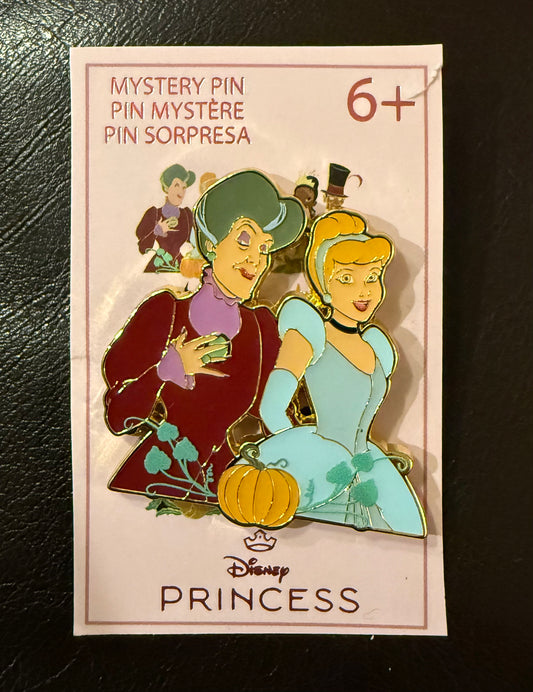 MYSTERY PIN
PIN MYSTÈRE
PIN SORPRESA
6+
Disney
PRINCESS